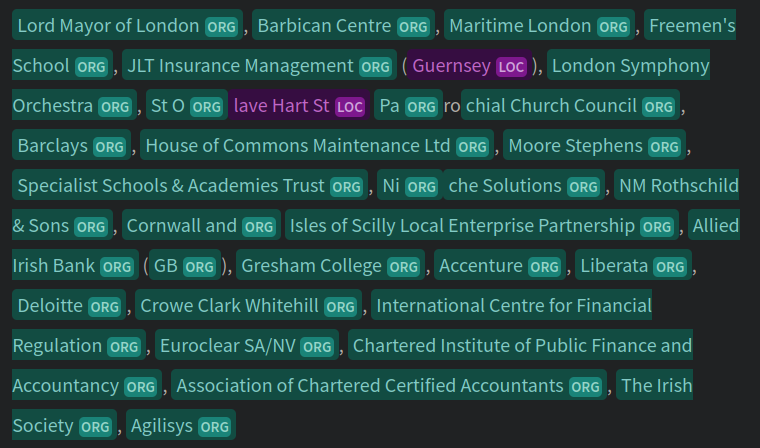 Lord Mayor of London ORG , Barbican Centre ORG , Maritime London ORG , Freemen's
School ORG , JLT Insurance Management ORG ( Guernsey LOC ), London Symphony
Orchestra ORG , St O ORG lave Hart St LOC Pa ORG ro chial Church Council ORG ,
Barclays ORG , House of Commons Maintenance Ltd ORG , Moore Stephens ORG ,
Specialist Schools & Academies Trust ORG , Ni ORG che Solutions ORG , NM Rothschild
& Sons ORG , Cornwall and ORG Isles of Scilly Local Enterprise Partnership ORG , Allied
Irish Bank ORG ( GB ORG ), Gresham College ORG , Accenture ORG , Liberata ORG ,
Deloitte ORG , Crowe Clark Whitehill ORG , International Centre for Financial
Regulation ORG , Euroclear SA/NV ORG , Chartered Institute of Public Finance and
Accountancy ORG , Association of Chartered Certified Accountants ORG , The Irish
Society ORG , Agilisys ORG